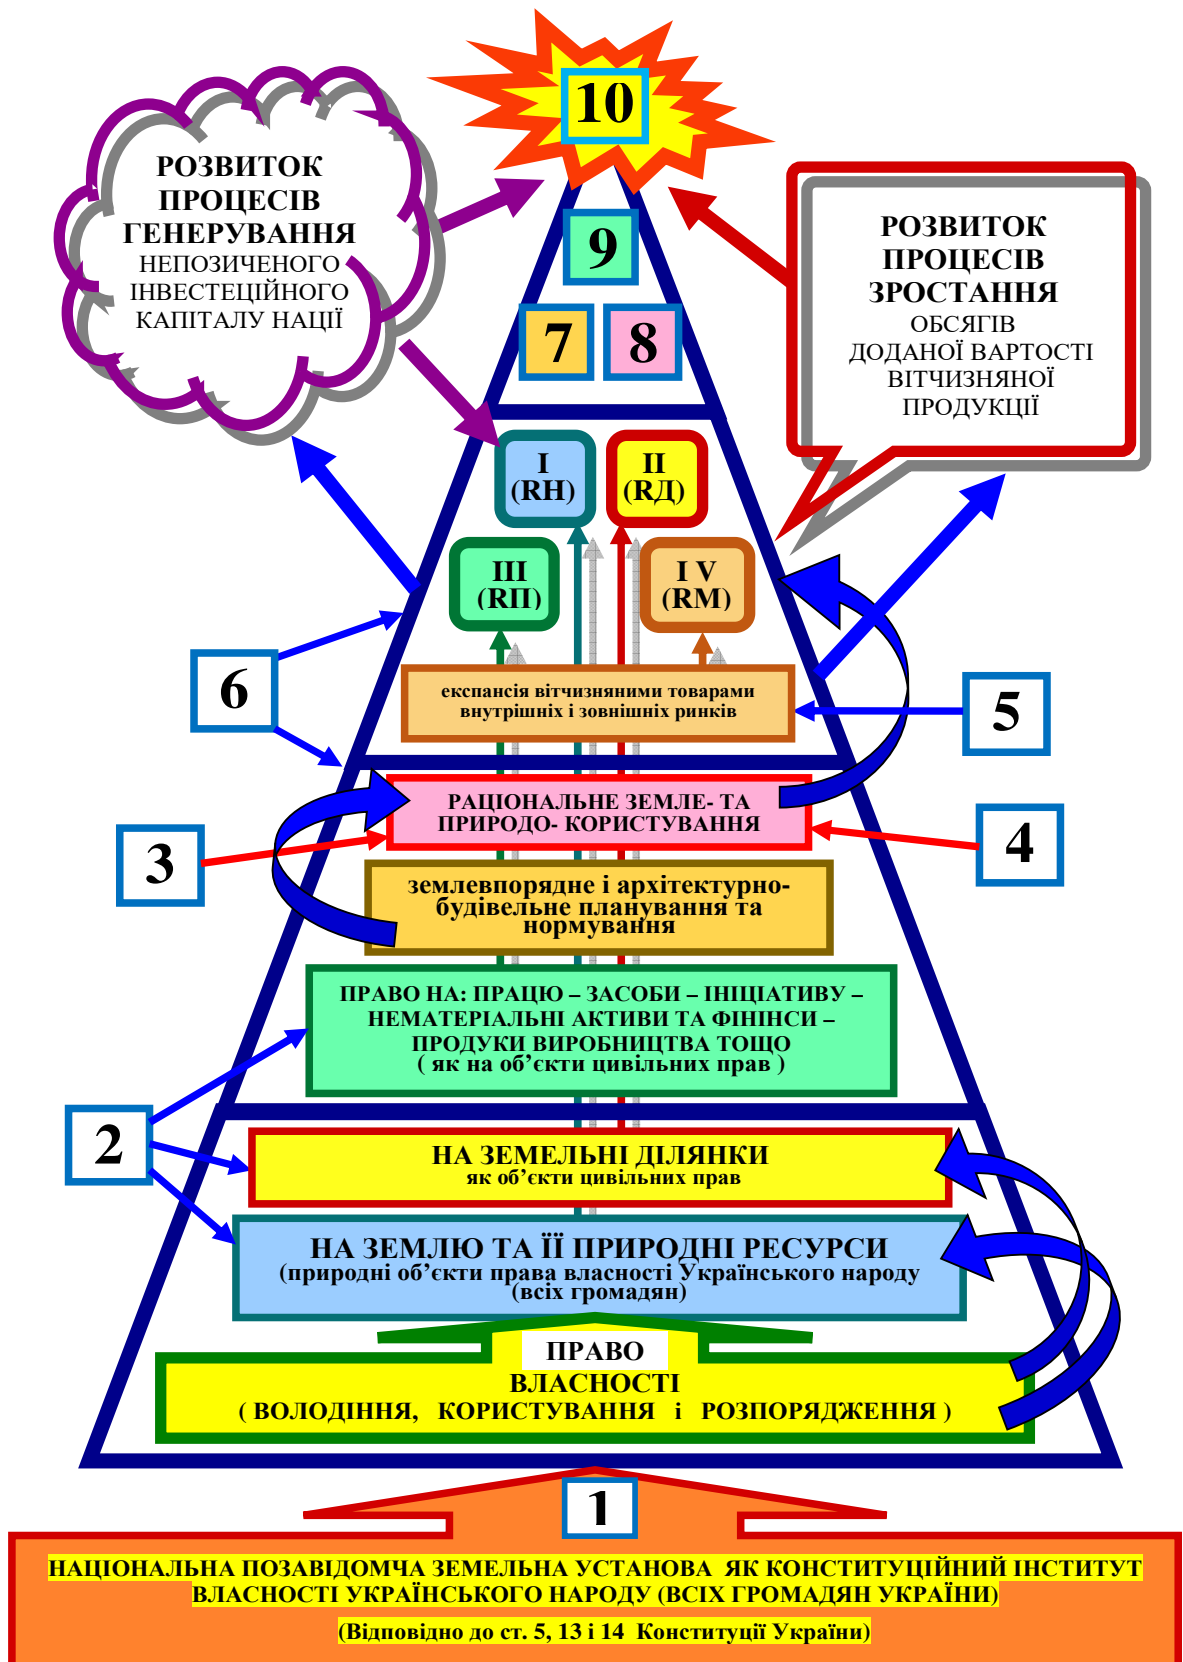 10
РОЗВИТОК
ПРОЦЕСІВ
ГЕНЕРУВАННЯ
НЕПОЗИЧЕНОГО
ІНВЕСТЕЦІЙНОГО
КАПІТАЛУ НАЦІЇ
РОЗВИТОК
ПРОЦЕСІВ
ЗРОСТАННЯ
ОБСЯГІВ
ДОДАНОЇ ВАРТОСТІ
ВІТЧИЗНЯНОЇ
ПРОДУКЦІЇ
9
7
8
I
(RН)
II
(RД)
III
(RП)
I V
(RМ)
6
експансія вітчизняними товарами
внутрішніх і зовнішніх ринків
5
РАЦІОНАЛЬНЕ ЗЕМЛЕ- ТА
ПРИРОДО- КОРИСТУВАННЯ
3
4
землевпорядне і архітектурно-
будівельне планування та
нормування
ПРАВО НА: ПРАЦЮ – ЗАСОБИ – ІНІЦІАТИВУ –
НЕМАТЕРІАЛЬНІ АКТИВИ ТА ФІНІНСИ –
ПРОДУКИ ВИРОБНИЦТВА ТОЩО
( як на об’єкти цивільних прав )
2
НА ЗЕМЕЛЬНІ ДІЛЯНКИ
як об’єкти цивільних прав
НА ЗЕМЛЮ ТА ЇЇ ПРИРОДНІ РЕСУРСИ
(природні об’єкти права власності Українського народу
(всіх громадян)
ПРАВО
ВЛАСНОСТІ
( ВОЛОДІННЯ, КОРИСТУВАННЯ і РОЗПОРЯДЖЕННЯ )
1
НАЦІОНАЛЬНА ПОЗАВІДОМЧА ЗЕМЕЛЬНА УСТАНОВА ЯК КОНСТИТУЦІЙНИЙ ІНСТИТУТ
ВЛАСНОСТІ УКРАЇНСЬКОГО НАРОДУ (ВСІХ ГРОМАДЯН УКРАЇНИ)
(Відповідно до ст. 5, 13 і 14 Конституції України)